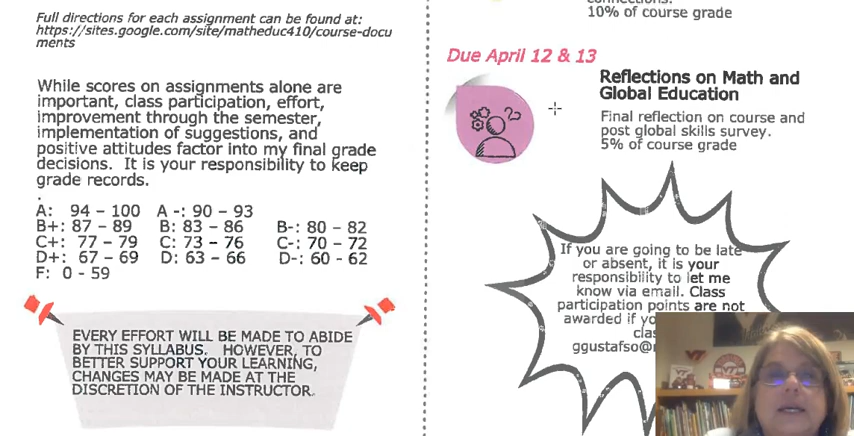 Full directions for each assignment can be found at:
https://sites.google.com/site/matheduc410/course-docu
ments
While scores on assignments alone are
important, class participation, effort,
improvement through the semester,
implementation of suggestions, and
positive attitudes factor into my final grade
decisions.  It is your responsibility to keep
grade records.
A:  94 – 100  A -: 90 – 93
B+: 87 – 89  B: 83 – 86  B-: 80 – 82
C+:  77 – 79  C: 73 – 76  C-: 70 – 72
D+: 67 – 69  D: 63 – 66  D-: 60 - 62
F:  0 - 59
EVERY EFFORT WILL BE MADE TO ABIDE
BY THIS SYLLABUS.  HOWEVER, TO
BETTER SUPPORT YOUR LEARNING,
CHANGES MAY BE MADE AT THE
DISCRETION OF THE INSTRUCTOR.
10% of course grade
Due April 12 & 13
Reflections on Math and
Global Education
Final reflection on course and
post global skills survey.
5% of course grade
If you are going to be late
or absent, it is your
responsibility to let me
know via email. Class
participation points are not
awarded if
ggustafso@